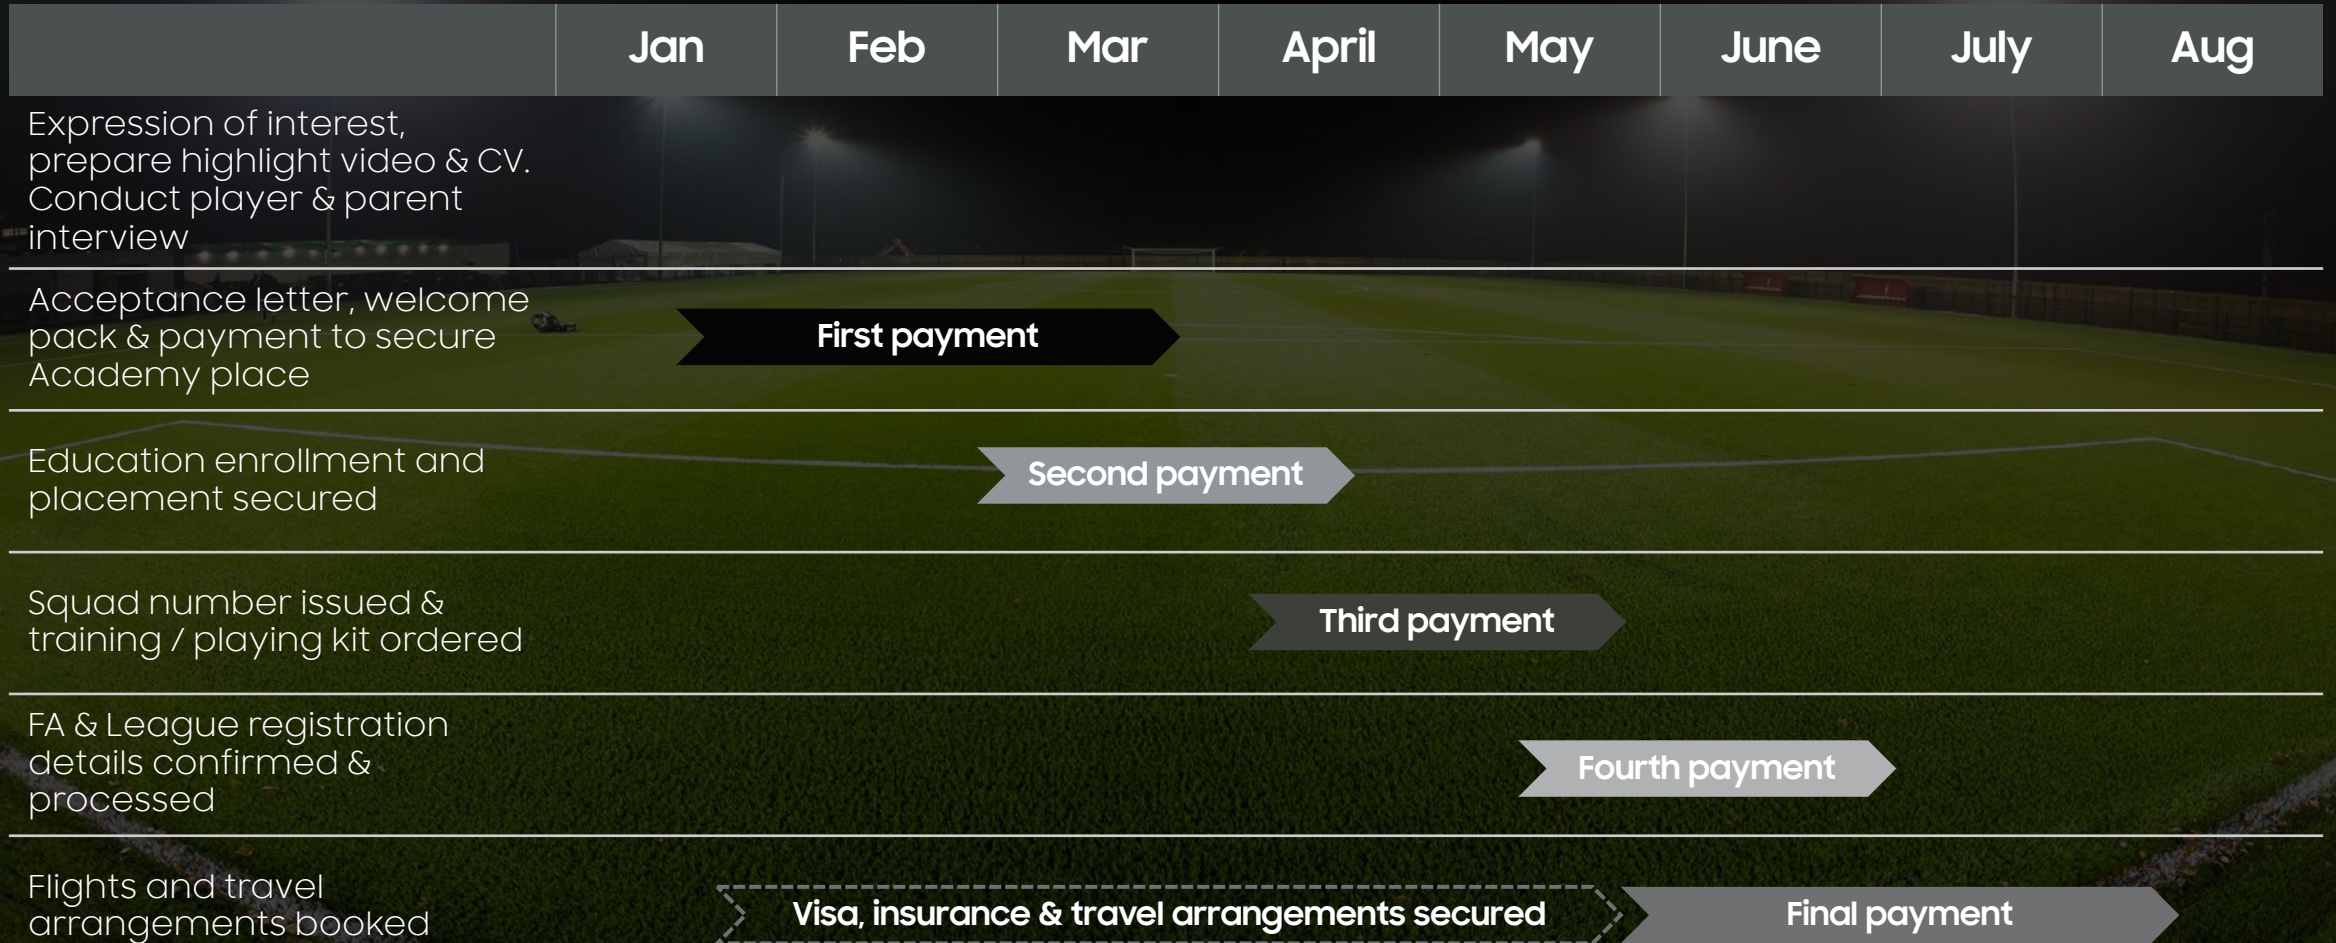 Jan Feb Mar April May June July Aug
Expression of interest,
prepare highlight video & CV.
Conduct player & parent
interview
Acceptance letter, welcome
pack & payment to secure
Academy place
First payment
Education enrollment and
placement secured
Second payment
Squad number issued &
training / playing kit ordered
Third payment
FA & League registration
details confirmed &
processed
Fourth payment
Flights and travel
arrangements booked
Visa, insurance & travel arrangements secured
Final payment